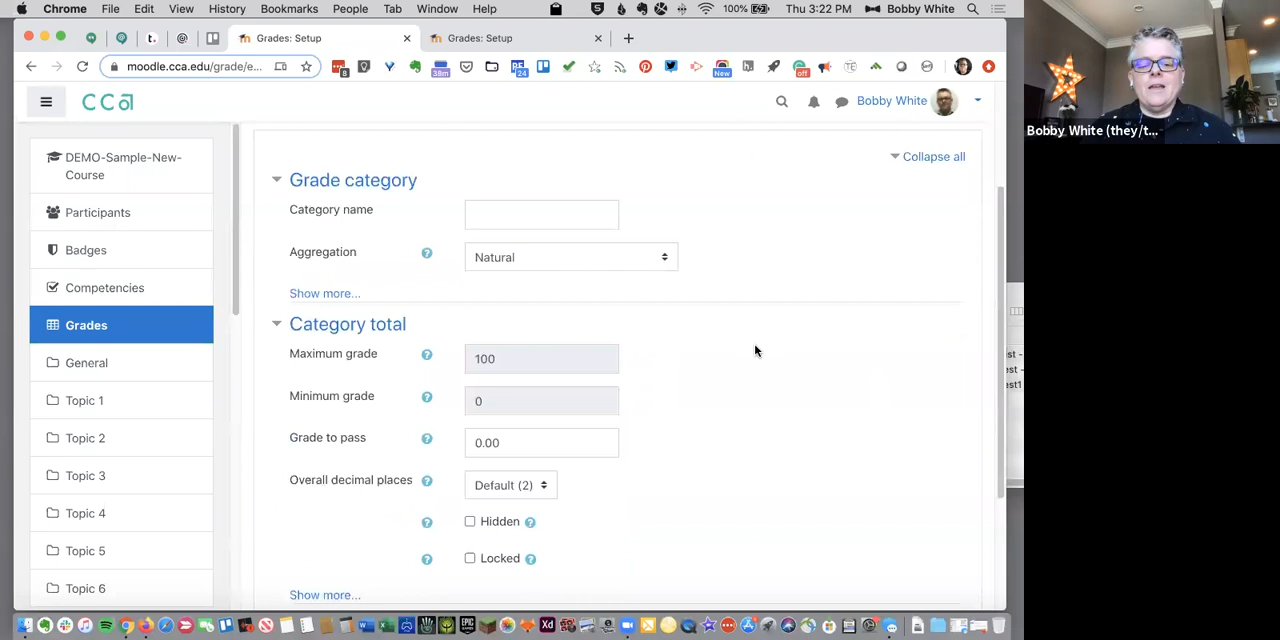 Chrome File Edit View History Bookmarks People Tab Window Help 100% Thu 3:22 PM Bobby White
Grades: Setup Grades: Setup
moodle.cca.edu/grade/e...
CCa Bobby White
DEMO-Sample-New-
Course
Participants
Badges
Competencies
Grades
General
Topic 1
Topic 2
Topic 3
Topic 4
Topic 5
Topic 6
Collapse all
Grade category
Category name
Aggregation Natural
Show more...
Category total
Maximum grade 100
Minimum grade 0
Grade to pass 0.00
Overall decimal places Default (2)
Hidden
Locked
Show more...
Bobby White (they/t...